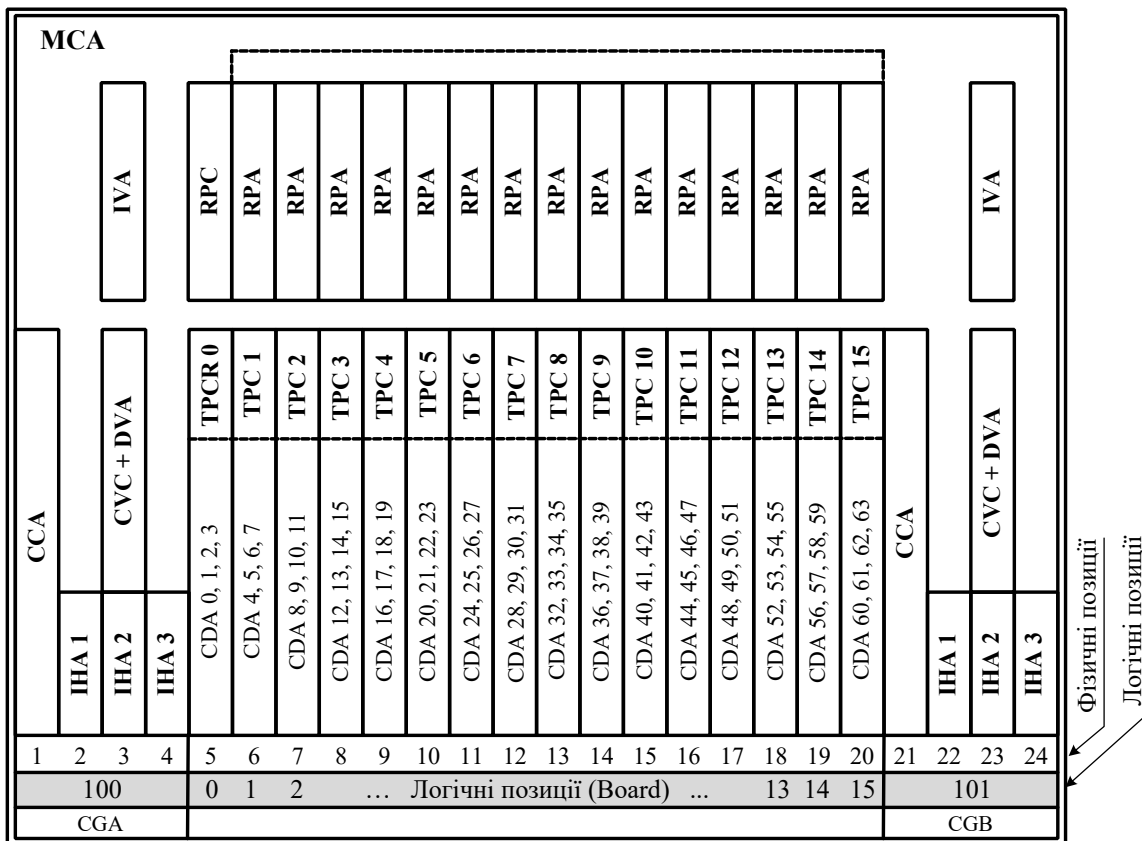 MCA
IVA RPC RPA RPA RPA RPA RPA RPA RPA RPA RPA RPA RPA RPA RPA RPA RPA IVA
CCA
CVC + DVA
IHA 1
IHA 2
IHA 3
TPCR 0
CDA 0, 1, 2, 3
TPC 1
CDA 4, 5, 6, 7
TPC 2
CDA 8, 9, 10, 11
TPC 3
CDA 12, 13, 14, 15
TPC 4
CDA 16, 17, 18, 19
TPC 5
CDA 20, 21, 22, 23
TPC 6
CDA 24, 25, 26, 27
TPC 7
CDA 28, 29, 30, 31
TPC 8
CDA 32, 33, 34, 35
TPC 9
CDA 36, 37, 38, 39
TPC 10
CDA 40, 41, 42, 43
TPC 11
CDA 44, 45, 46, 47
TPC 12
CDA 48, 49, 50, 51
TPC 13
CDA 52, 53, 54, 55
TPC 14
CDA 56, 57, 58, 59
TPC 15
CDA 60, 61, 62, 63
CCA
CVC + DVA
IHA 1
IHA 2
IHA 3
Фізичні позиції
Логічні позиції
1 2 3 4 5 6 7 8 9 10 11 12 13 14 15 16 17 18 19 20 21 22 23 24
100 0 1 2 … Логічні позиції (Board) ... 13 14 15 101
CGA CGB